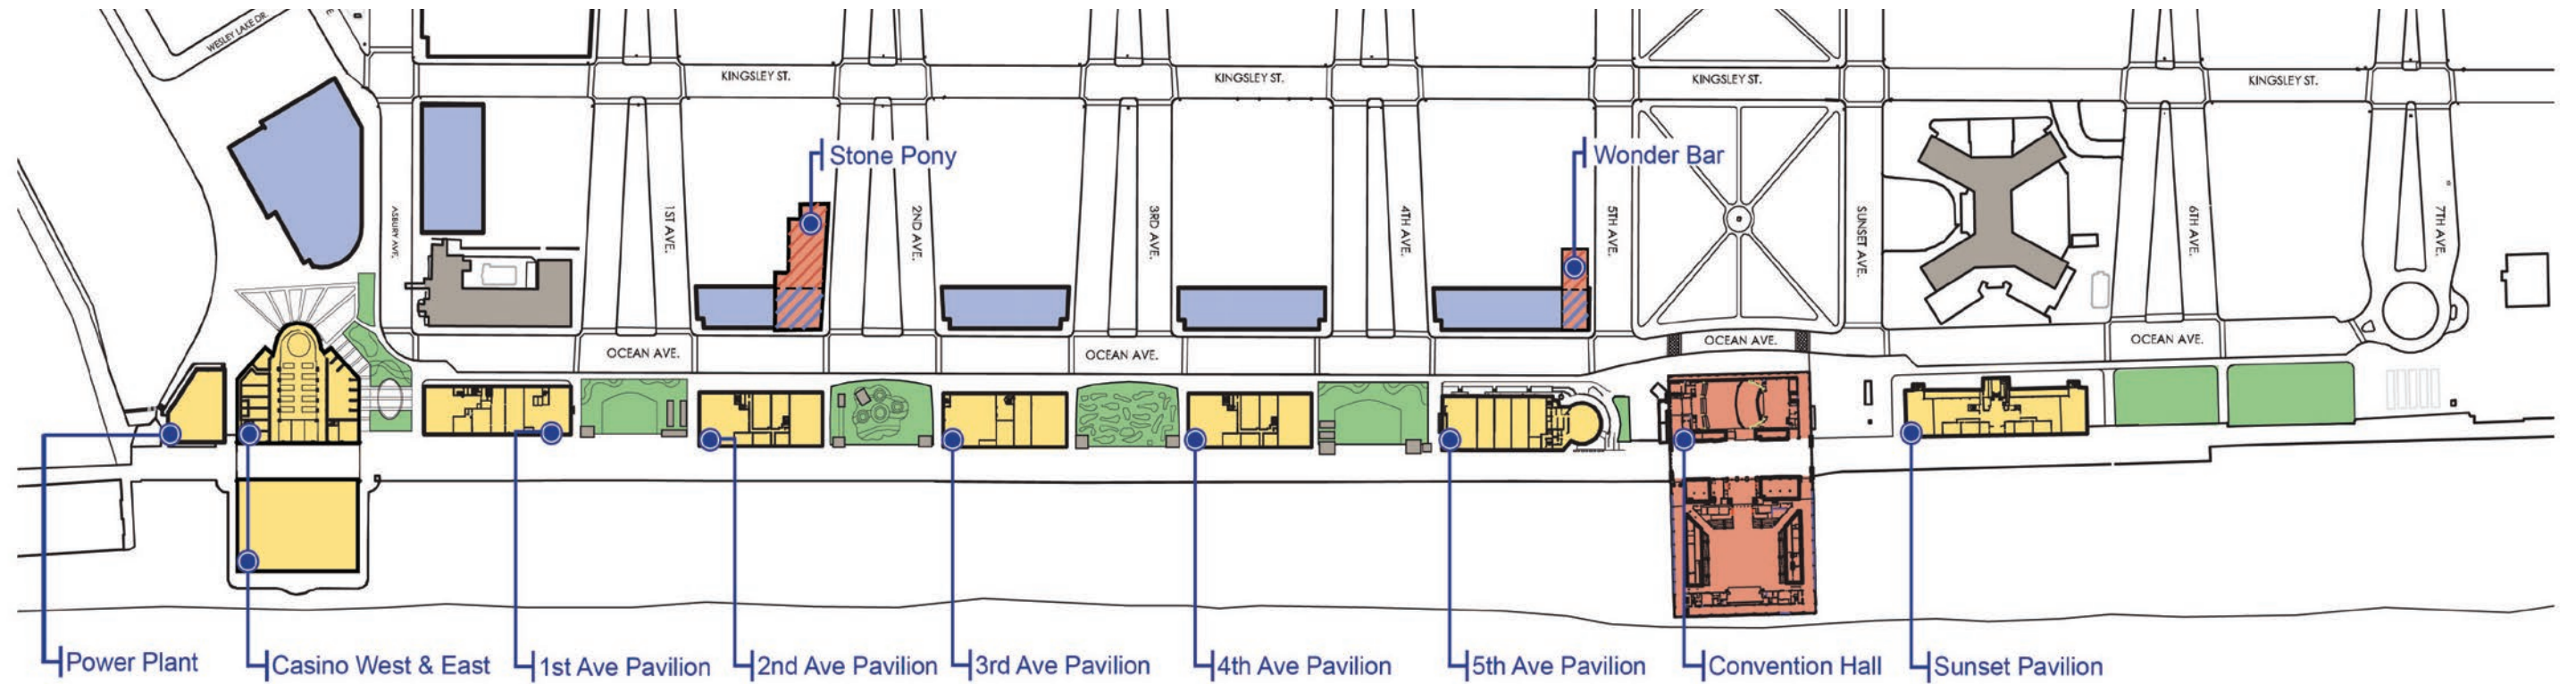 WESLEY LAKE DR.
KINGSLEY ST.
KINGSLEY ST.
KINGSLEY ST.
KINGSLEY ST.
Stone Pony
Wonder Bar
ASBURY AVE.
1ST AVE.
2ND AVE.
3RD AVE.
4TH AVE.
5TH AVE.
SUNSET AVE.
6TH AVE.
7TH AVE.
OCEAN AVE.
OCEAN AVE.
OCEAN AVE.
OCEAN AVE.
Power Plant
Casino West & East
1st Ave Pavilion
2nd Ave Pavilion
3rd Ave Pavilion
4th Ave Pavilion
5th Ave Pavilion
Convention Hall
Sunset Pavilion